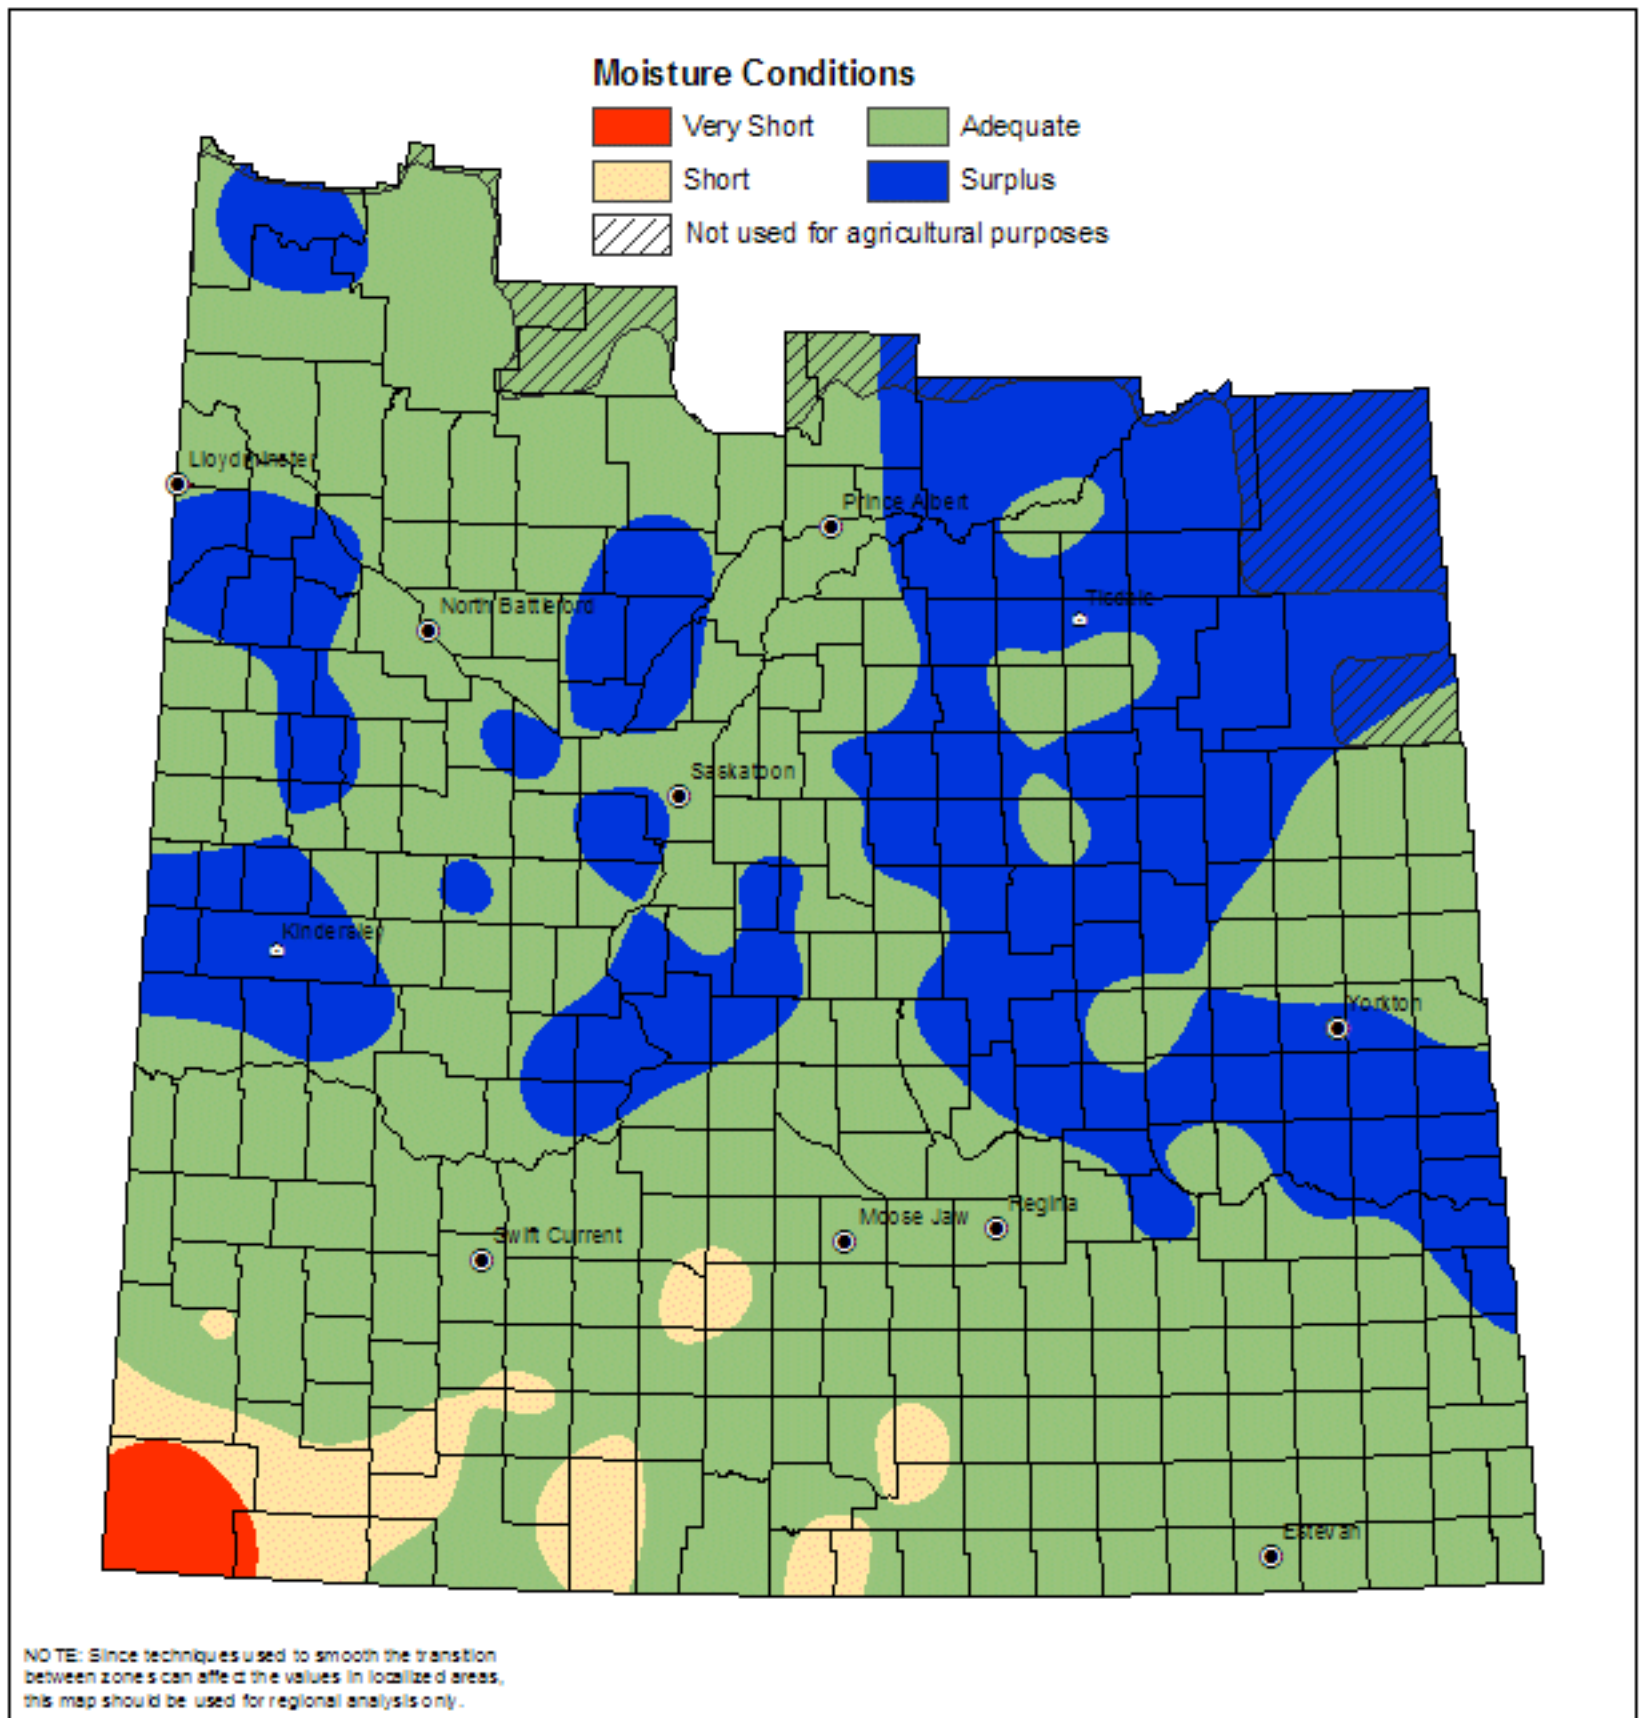 Moisture Conditions
Very Short
Adequate
Short
Surplus
Not used for agricultural purposes
Lloydminster
Prince Albert
North Battleford
Tisdale
Saskatoon
Kindersley
Yorkton
Moose Jaw
Regina
Swift Current
Estevan
NOTE: Since techniques used to smooth the transition
between zones can affect the values in localized areas,
this map should be used for regional analysis only.